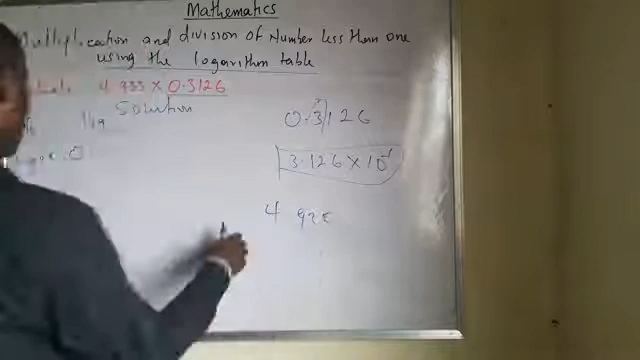 Mathematics
Multiplication and division of Number less than one
using the logarithm table
4.933 × 0.3126
Solution
0.3126
3.126 × 10⁻¹
4 93